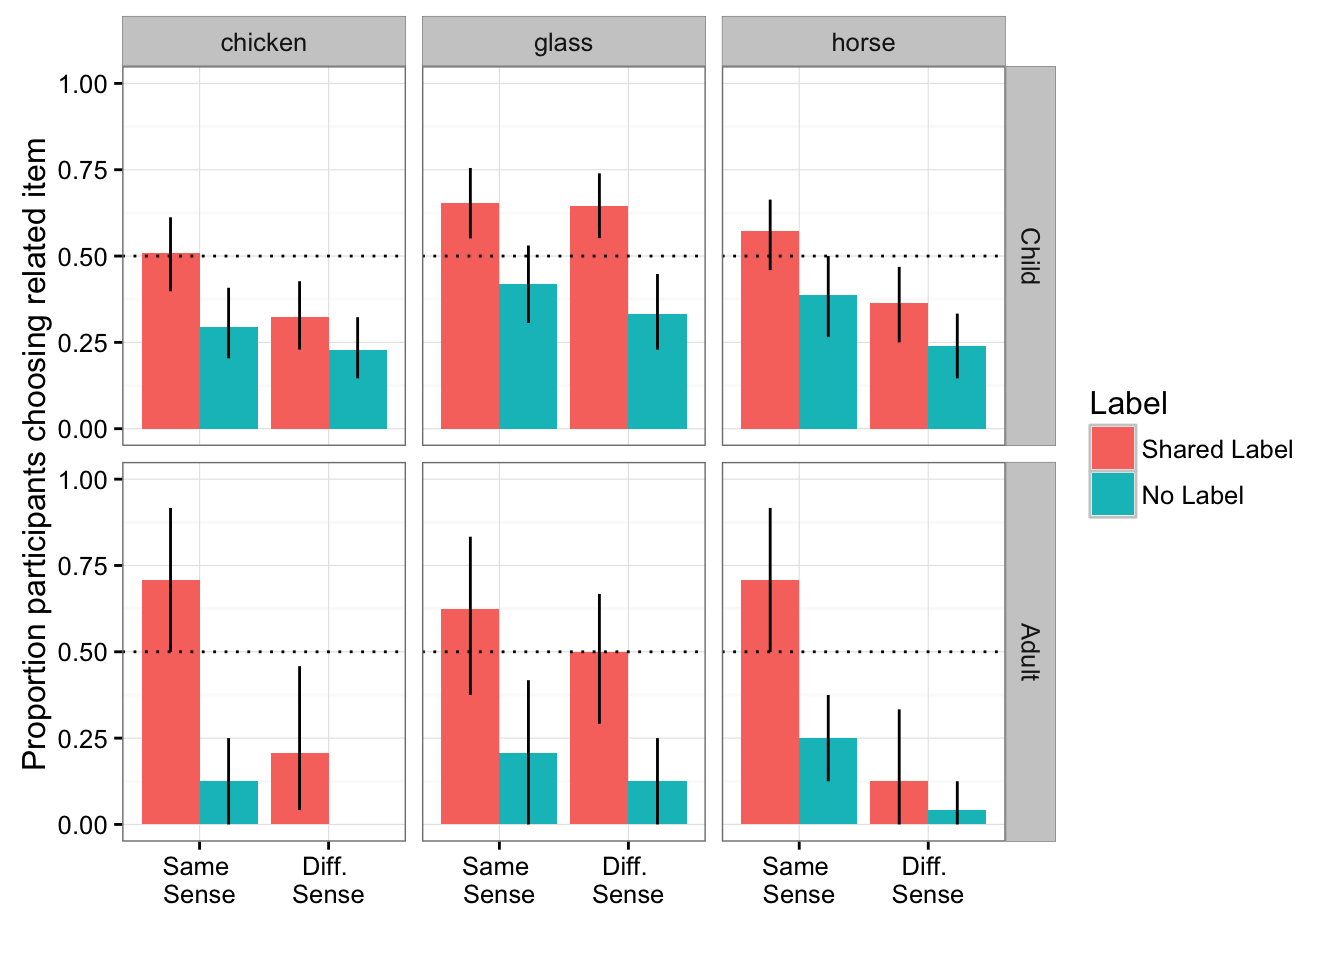 chicken
glass
horse
Proportion participants choosing related item
1.00
0.75
0.50
0.25
0.00
Child
1.00
0.75
0.50
0.25
0.00
Adult
Same
Sense
Diff.
Sense
Same
Sense
Diff.
Sense
Same
Sense
Diff.
Sense
Label
Shared Label
No Label